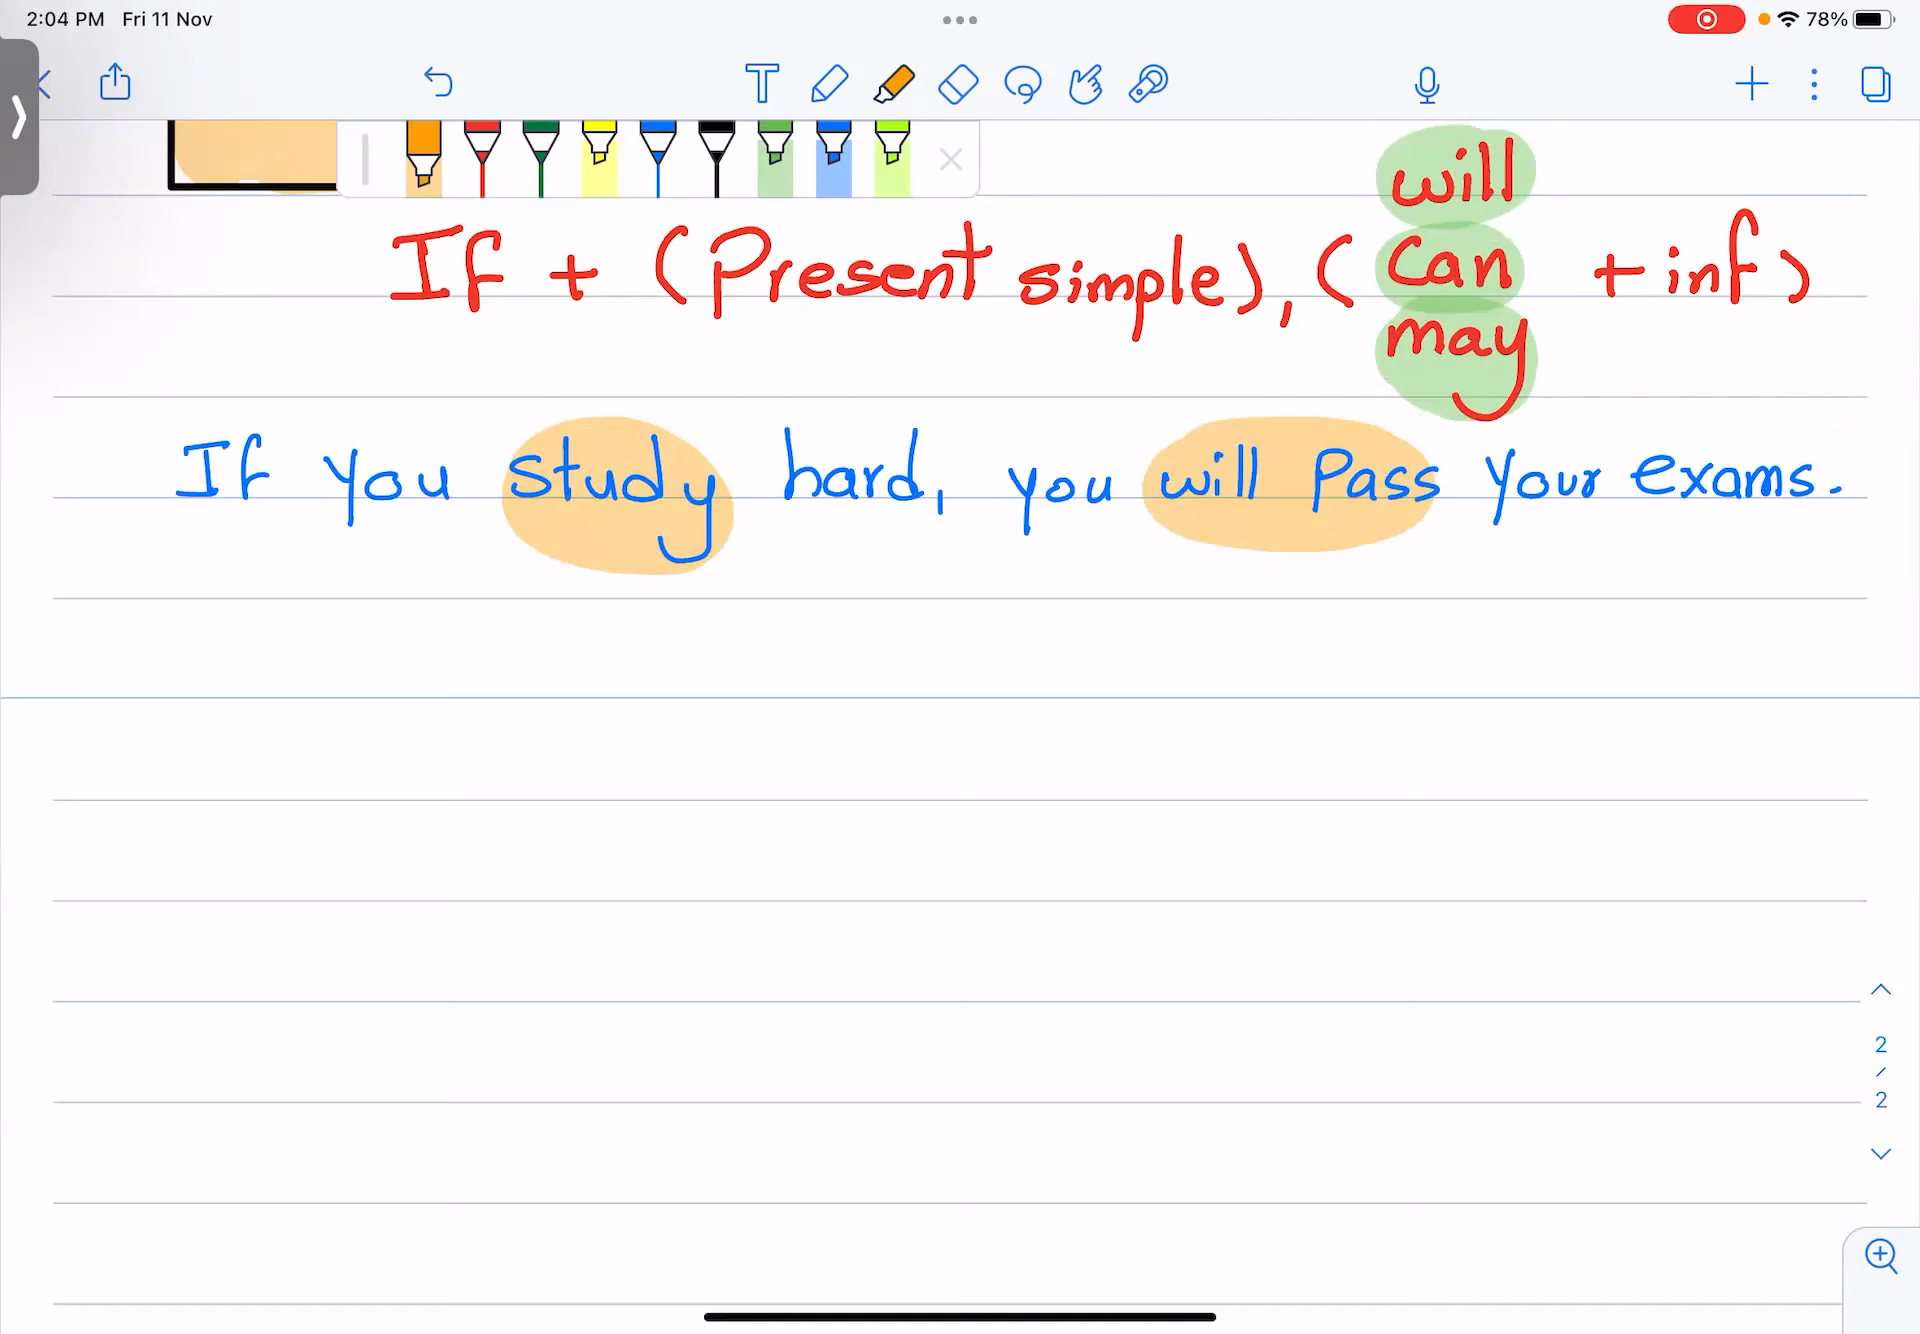 2:04 PM Fri 11 Nov
78%
will
If + (Present simple), ( Can + inf )
may
If you study hard, you will Pass your exams.
2
/
2